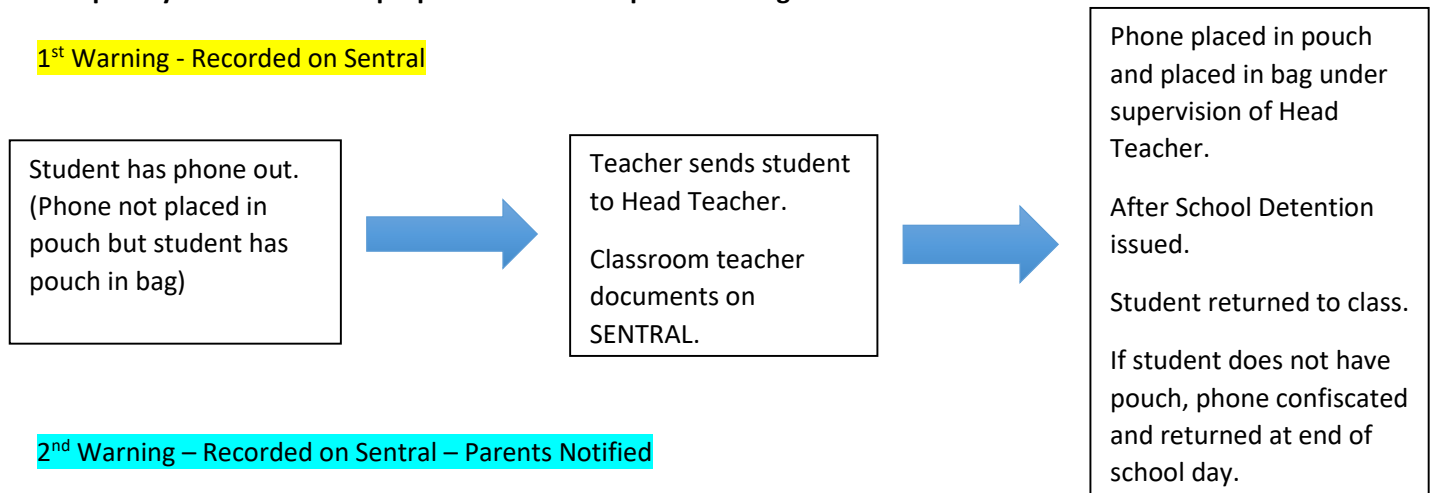 1st Warning - Recorded on Sentral
Student has phone out.
(Phone not placed in
pouch but student has
pouch in bag)
Teacher sends student
to Head Teacher.
Classroom teacher
documents on
SENTRAL.
Phone placed in pouch
and placed in bag under
supervision of Head
Teacher.
After School Detention
issued.
Student returned to class.
If student does not have
pouch, phone confiscated
and returned at end of
school day.
2nd Warning – Recorded on Sentral – Parents Notified